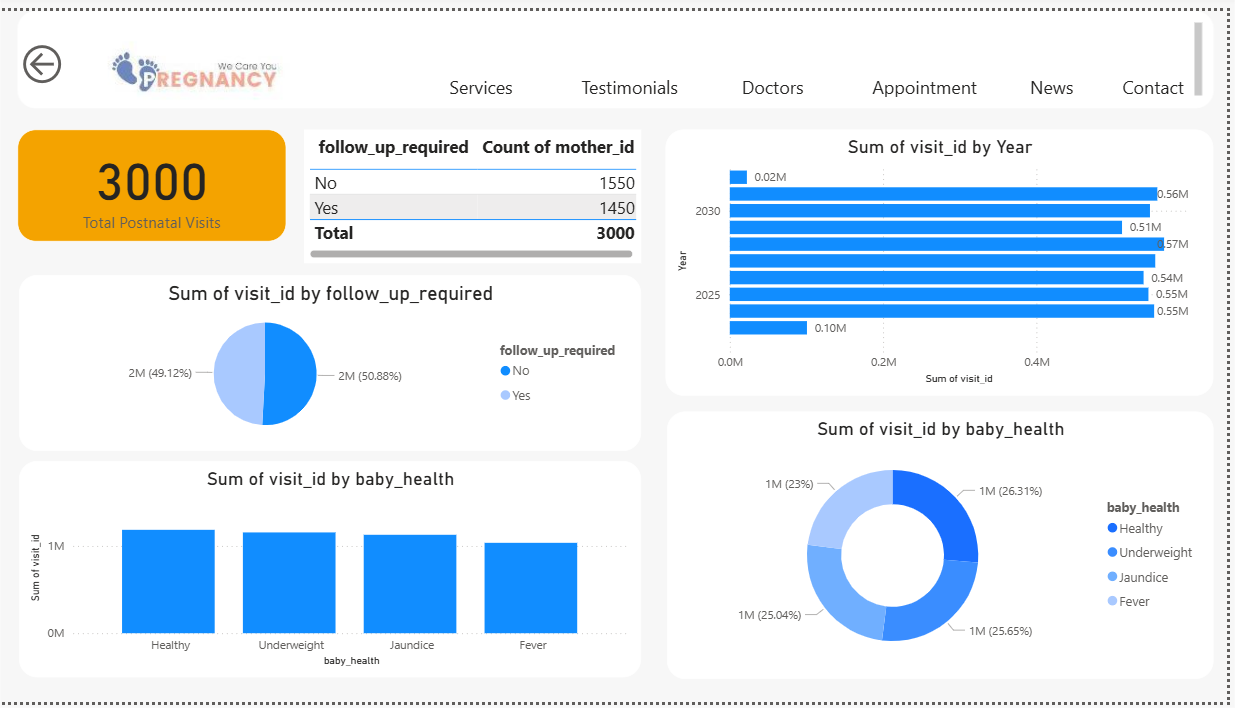 We Care You
PREGNANCY
Services Testimonials Doctors Appointment News Contact
3000
Total Postnatal Visits
follow_up_required Count of mother_id
No 1550
Yes 1450
Total 3000
Sum of visit_id by Year
0.02M
0.56M
2030
0.51M
0.57M
0.54M
2025 0.55M
0.55M
0.10M
Year
0.0M 0.2M 0.4M
Sum of visit_id
Sum of visit_id by follow_up_required
2M (49.12%)
2M (50.88%)
follow_up_required
No
Yes
Sum of visit_id by baby_health
Sum of visit_id
1M
0M
Healthy Underweight Jaundice Fever
baby_health
Sum of visit_id by baby_health
1M (23%)
1M (26.31%)
1M (25.04%)
1M (25.65%)
baby_health
Healthy
Underweight
Jaundice
Fever